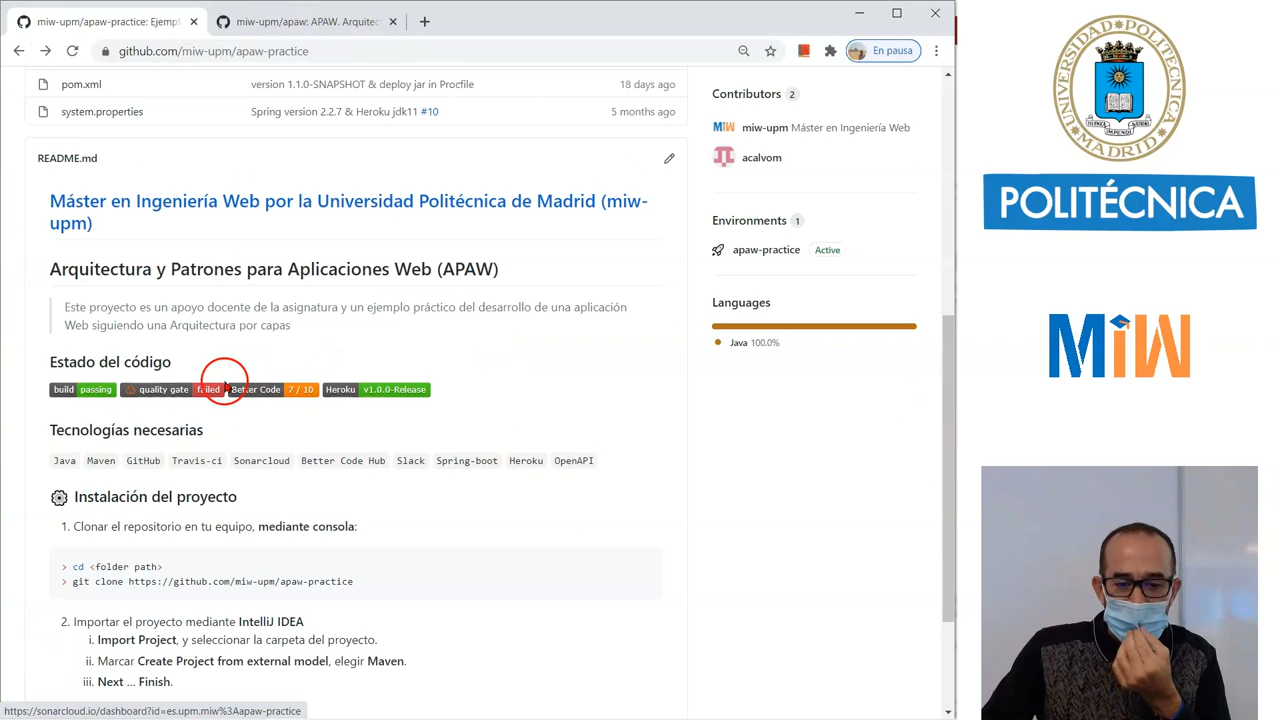 miw-upm/apaw-practice: Ejempl
miw-upm/apaw: APAW. Arquitect
github.com/miw-upm/apaw-practice
En pausa
pom.xml
version 1.1.0-SNAPSHOT & deploy jar in Procfile
18 days ago
system.properties
Spring version 2.2.7 & Heroku jdk11 #10
5 months ago
README.md
Máster en Ingeniería Web por la Universidad Politécnica de Madrid (miw-
upm)
Arquitectura y Patrones para Aplicaciones Web (APAW)
Este proyecto es un apoyo docente de la asignatura y un ejemplo práctico del desarrollo de una aplicación
Web siguiendo una Arquitectura por capas
Estado del código
build passing quality gate failed Better Code 7 / 10 Heroku v1.0.0-Release
Tecnologías necesarias
Java Maven GitHub Travis-ci Sonarcloud Better Code Hub Slack Spring-boot Heroku OpenAPI
Instalación del proyecto
1. Clonar el repositorio en tu equipo, mediante consola:
> cd <folder path>
> git clone https://github.com/miw-upm/apaw-practice
2. Importar el proyecto mediante IntelliJ IDEA
i. Import Project, y seleccionar la carpeta del proyecto.
ii. Marcar Create Project from external model, elegir Maven.
iii. Next ... Finish.
https://sonarcloud.io/dashboard?id=es.upm.miw%3Aapaw-practice
Contributors 2
MiW miw-upm Máster en Ingeniería Web
acalvom
Environments 1
apaw-practice Active
Languages
Java 100.0%
UNIVERSIDAD POLITÉCNICA
MADRID
POLITÉCNICA
MiW